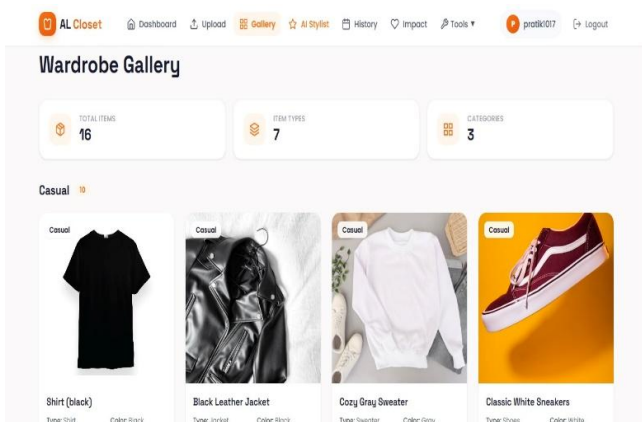 AL Closet Dashboard Upload Gallery AI Stylist History Impact Tools ▼ P pratik1017 Logout
Wardrobe Gallery
TOTAL ITEMS
16
ITEM TYPES
7
CATEGORIES
3
Casual 10
Casual
Shirt (black)
Type: Shirt Color: Black
Casual
Black Leather Jacket
Type: Jacket Color: Black
Casual
Cozy Gray Sweater
Type: Sweater Color: Gray
Casual
Classic White Sneakers
Type: Shoes Color: White